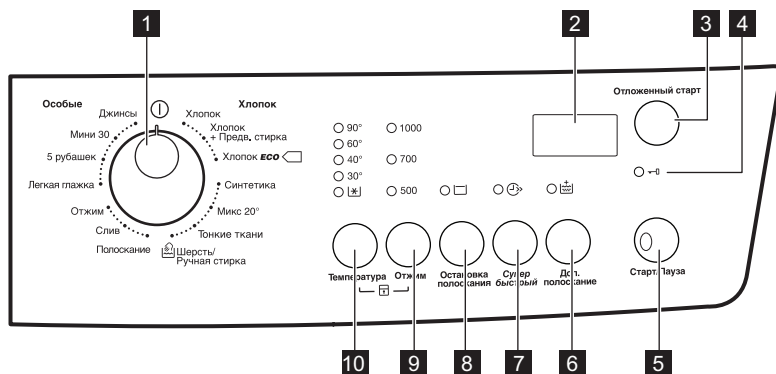 1
2
3
4
Особые
Хлопок
Джинсы
Мини 30
5 рубашек
Легкая глажка
Отжим
Слив
Полоскание
Хлопок
Хлопок
+ Предв. стирка
Хлопок ECO
Синтетика
Микс 20°
Тонкие ткани
Шерсть/
Ручная стирка
90°
60°
40°
30°
1000
700
500
Отложенный старт
Температура
Отжим
Остановка
полоскания
Супер
быстрый
Доп.
полоскание
Старт/Пауза
10
9
8
7
6
5